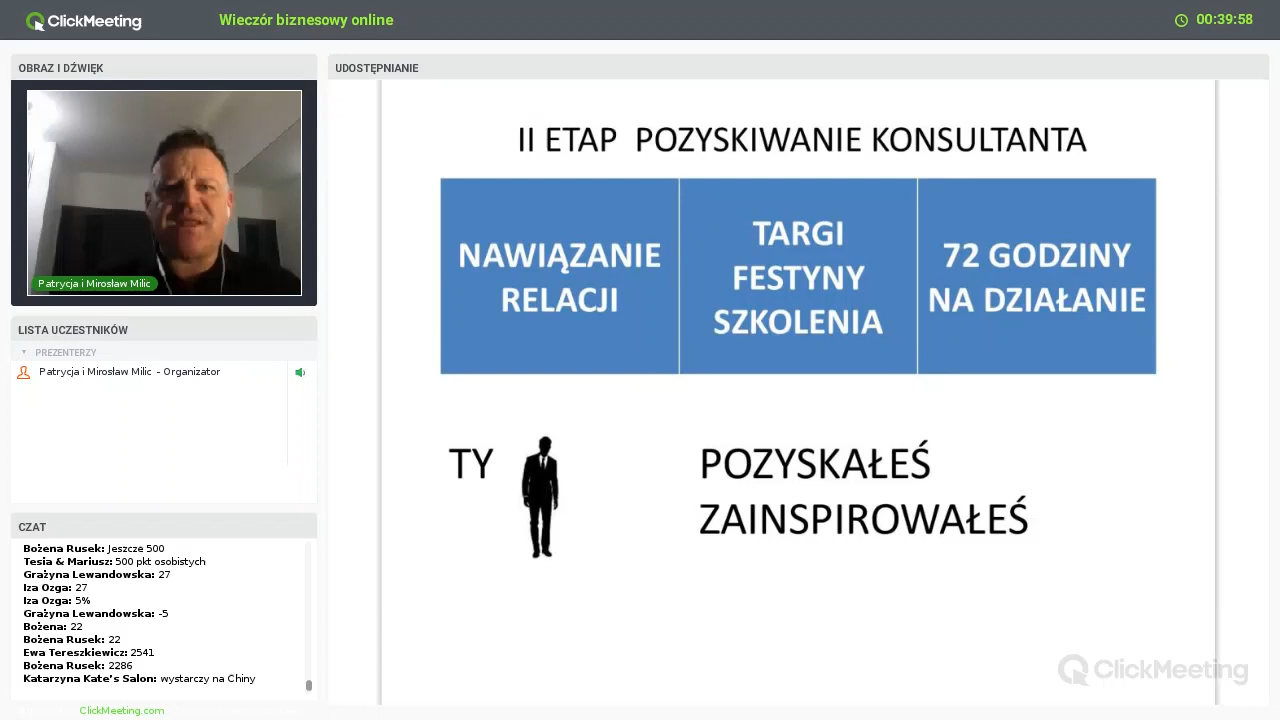 ClickMeeting
Wieczór biznesowy online
00:39:58
OBRAZ I DŹWIĘK
Patrycja i Mirosław Milic
LISTA UCZESTNIKÓW
PREZENTERZY
Patrycja i Mirosław Milic - Organizator
CZAT
Bożena Rusek: Jeszcze 500
Tesia & Mariusz: 500 pkt osobistych
Grażyna Lewandowska: 27
Iza Ozga: 27
Iza Ozga: 5%
Grażyna Lewandowska: -5
Bożena: 22
Bożena Rusek: 22
Ewa Tereszkiewicz: 2541
Bożena Rusek: 2286
Katarzyna Kate's Salon: wystarczy na Chiny
ClickMeeting.com
UDOSTĘPNIANIE
II ETAP POZYSKIWANIE KONSULTANTA
NAWIĄZANIE
RELACJI
TARGI
FESTYNY
SZKOLENIA
72 GODZINY
NA DZIAŁANIE
TY
POZYSKAŁEŚ
ZAINSPIROWAŁEŚ
ClickMeeting